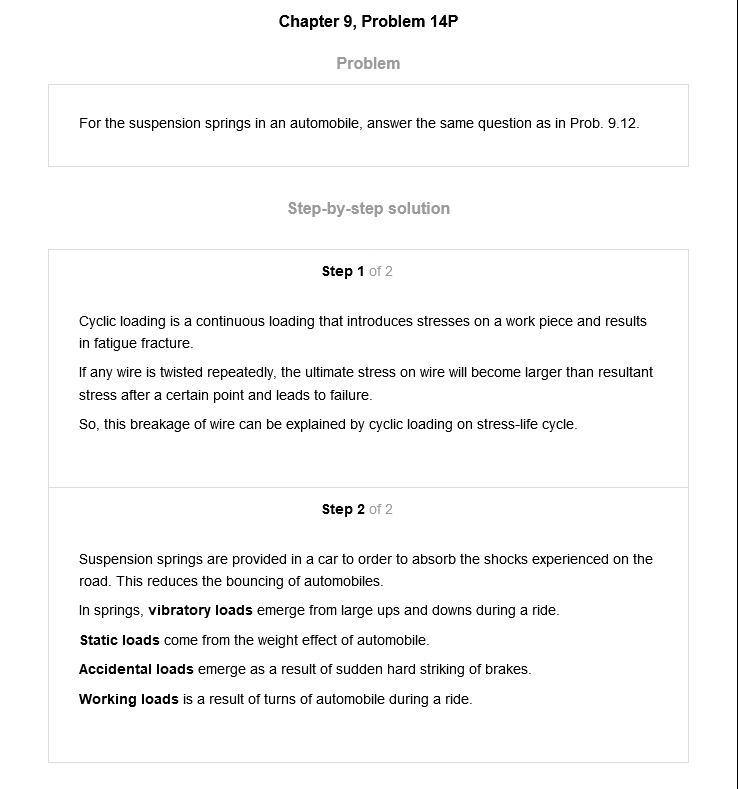 Chapter 9, Problem 14P
Problem
For the suspension springs in an automobile, answer the same question as in Prob. 9.12.
Step-by-step solution
Step 1 of 2
Cyclic loading is a continuous loading that introduces stresses on a work piece and results
in fatigue fracture.
If any wire is twisted repeatedly, the ultimate stress on wire will become larger than resultant
stress after a certain point and leads to failure.
So, this breakage of wire can be explained by cyclic loading on stress-life cycle.
Step 2 of 2
Suspension springs are provided in a car to order to absorb the shocks experienced on the
road. This reduces the bouncing of automobiles.
In springs, vibratory loads emerge from large ups and downs during a ride.
Static loads come from the weight effect of automobile.
Accidental loads emerge as a result of sudden hard striking of brakes.
Working loads is a result of turns of automobile during a ride.